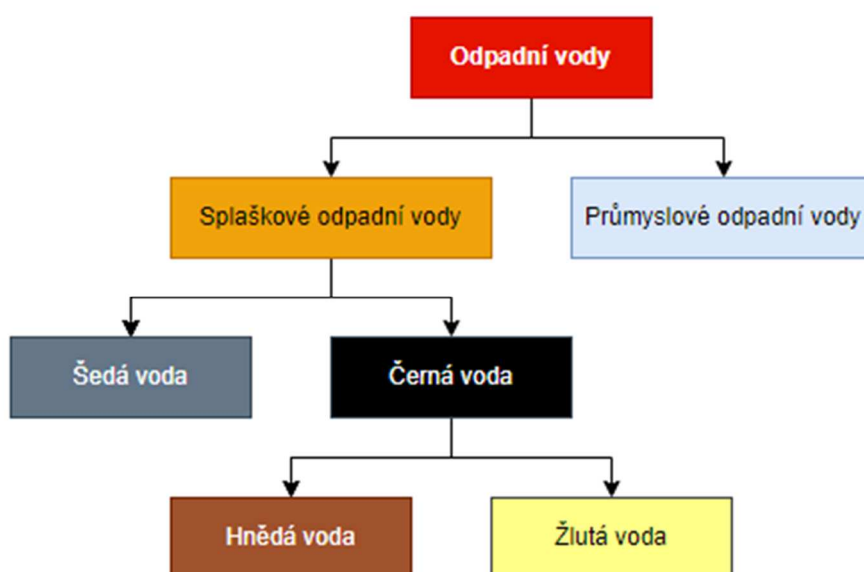 Odpadní vody
Splaškové odpadní vody
Průmyslové odpadní vody
Šedá voda
Černá voda
Hnědá voda
Žlutá voda